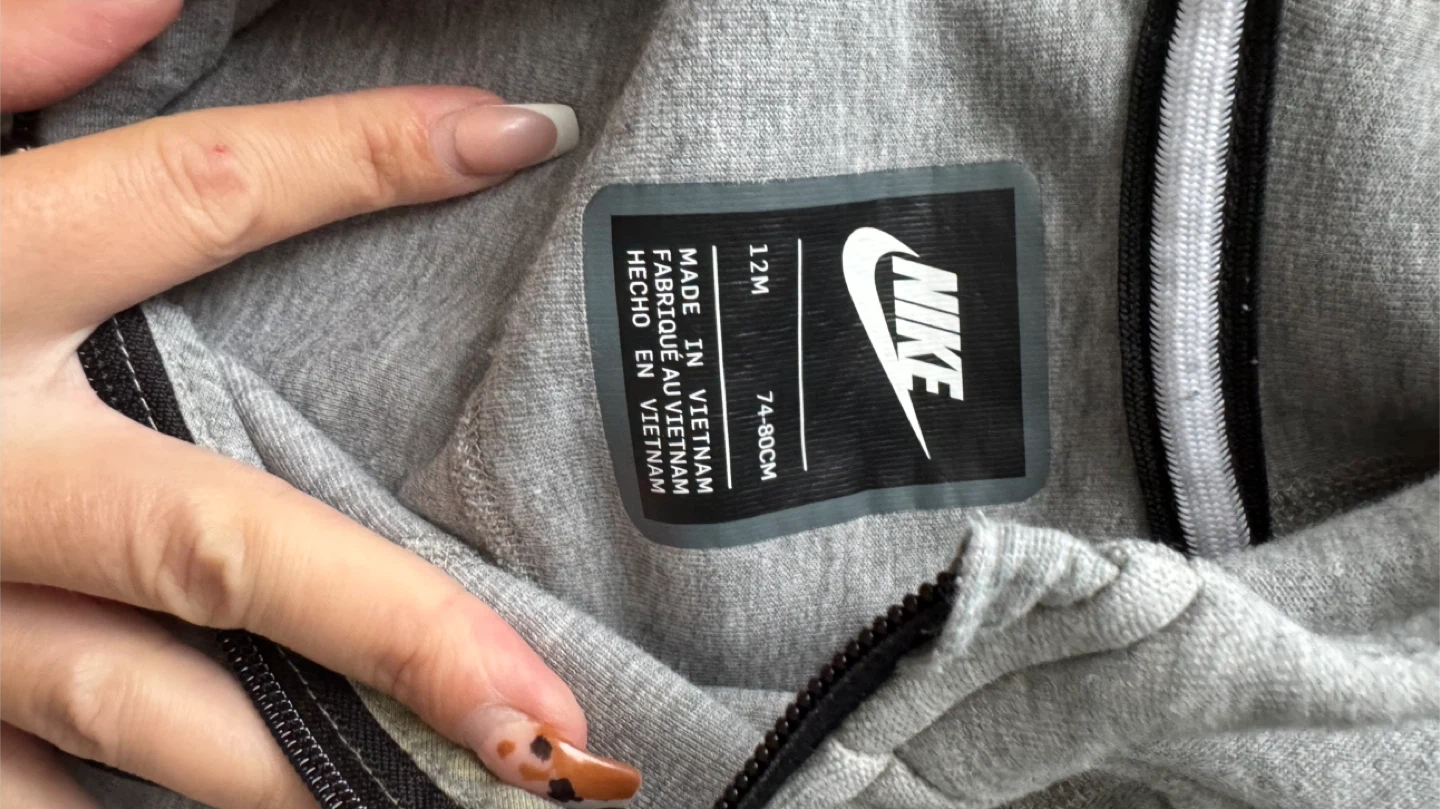 NIKE
12M 74-80CM
MADE IN VIETNAM
FABRIQUÉ AU VIETNAM
HECHO EN VIETNAM